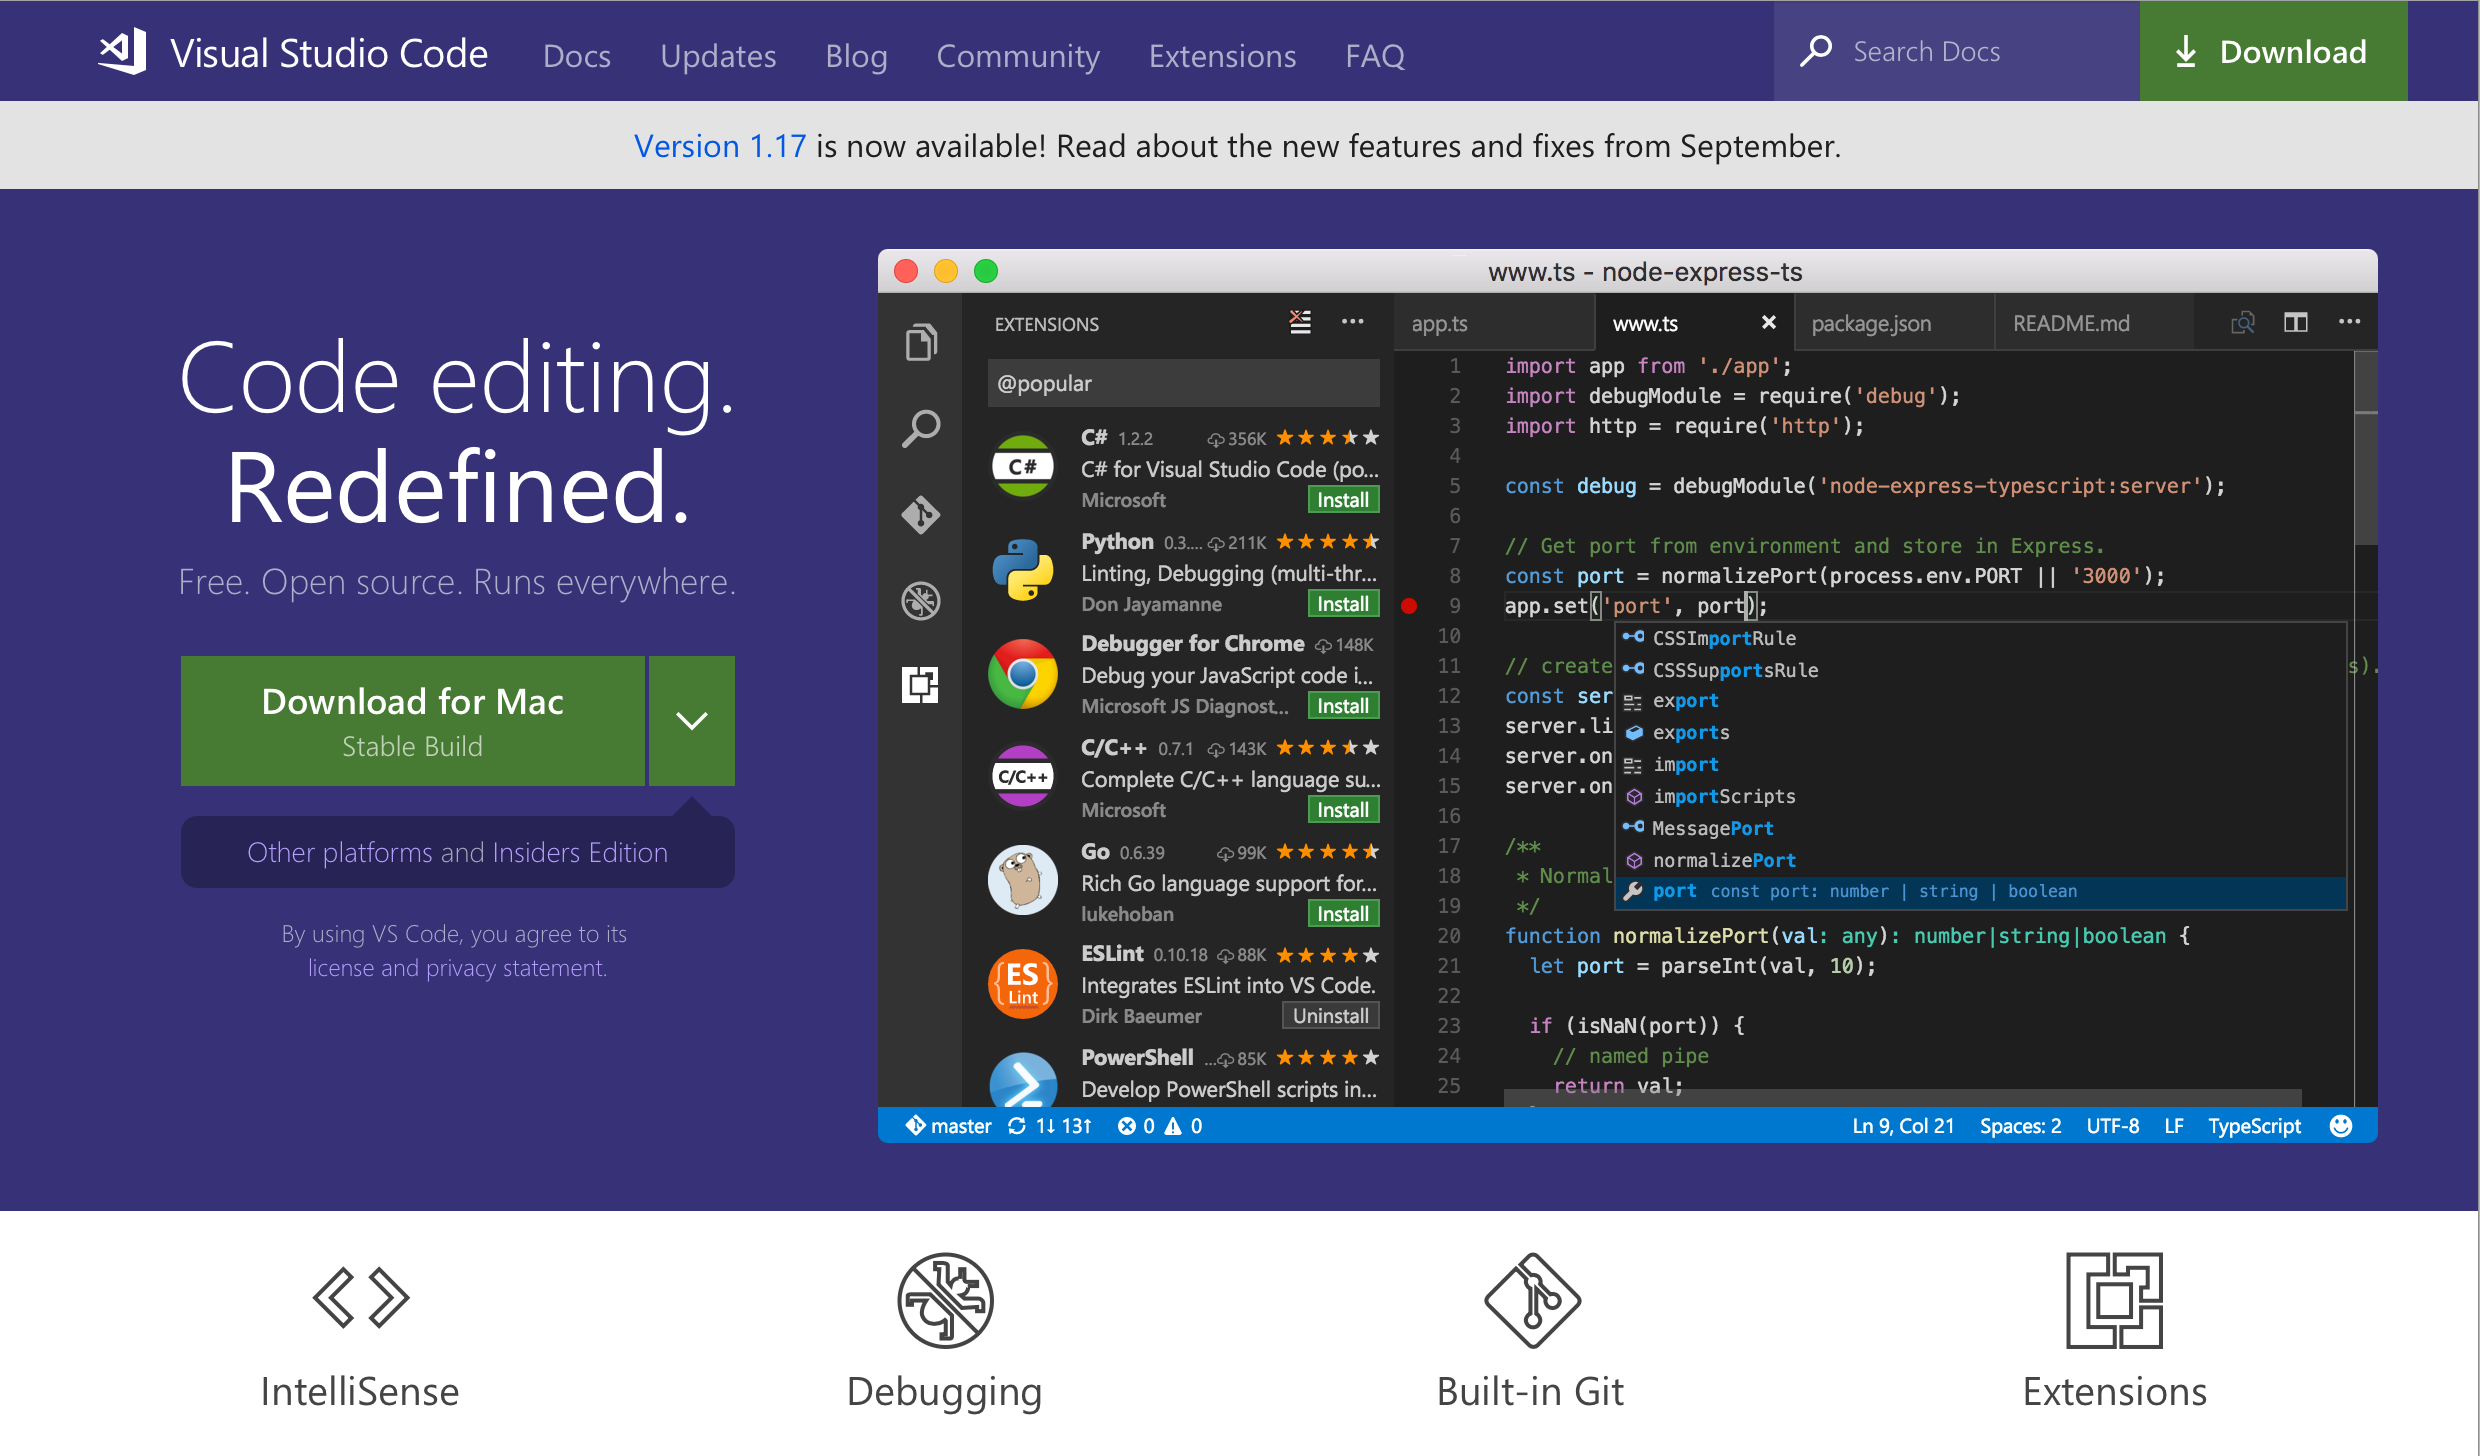 Visual Studio Code Docs Updates Blog Community Extensions FAQ Search Docs Download
Version 1.17 is now available! Read about the new features and fixes from September.
Code editing.
Redefined.
Free. Open source. Runs everywhere.
Download for Mac
Stable Build
Other platforms and Insiders Edition
By using VS Code, you agree to its
license and privacy statement.
www.ts - node-express-ts
EXTENSIONS
@popular
C# 1.2.2 356K
C# for Visual Studio Code (po...
Microsoft Install
C#
Python 0.3.... 211K
Linting, Debugging (multi-thr...
Don Jayamanne Install
Debugger for Chrome 148K
Debug your JavaScript code i...
Microsoft JS Diagnost... Install
C/C++ 0.7.1 143K
Complete C/C++ language su...
Microsoft Install
C/C++
Go 0.6.39 99K
Rich Go language support for...
lukehoban Install
ESLint 0.10.18 88K
Integrates ESLint into VS Code.
Dirk Baeumer Uninstall
ES
Lint
PowerShell ... 85K
Develop PowerShell scripts in...
app.ts www.ts package.json README.md
1 import app from './app';
2 import debugModule = require('debug');
3 import http = require('http');
4
5 const debug = debugModule('node-express-typescript:server');
6
7 // Get port from environment and store in Express.
8 const port = normalizePort(process.env.PORT || '3000');
9 app.set('port', port);
10
11 // create s).
12 const ser
13 server.li
14 server.on
15 server.on
16
17 /**
18 * Normal
19 */
20 function normalizePort(val: any): number|string|boolean {
21 let port = parseInt(val, 10);
22
23 if (isNaN(port)) {
24 // named pipe
25 return val;
CSSImportRule
CSSSupportsRule
export
exports
import
importScripts
MessagePort
normalizePort
port const port: number | string | boolean
master 1↓ 13↑ 0 0 Ln 9, Col 21 Spaces: 2 UTF-8 LF TypeScript
IntelliSense Debugging Built-in Git Extensions